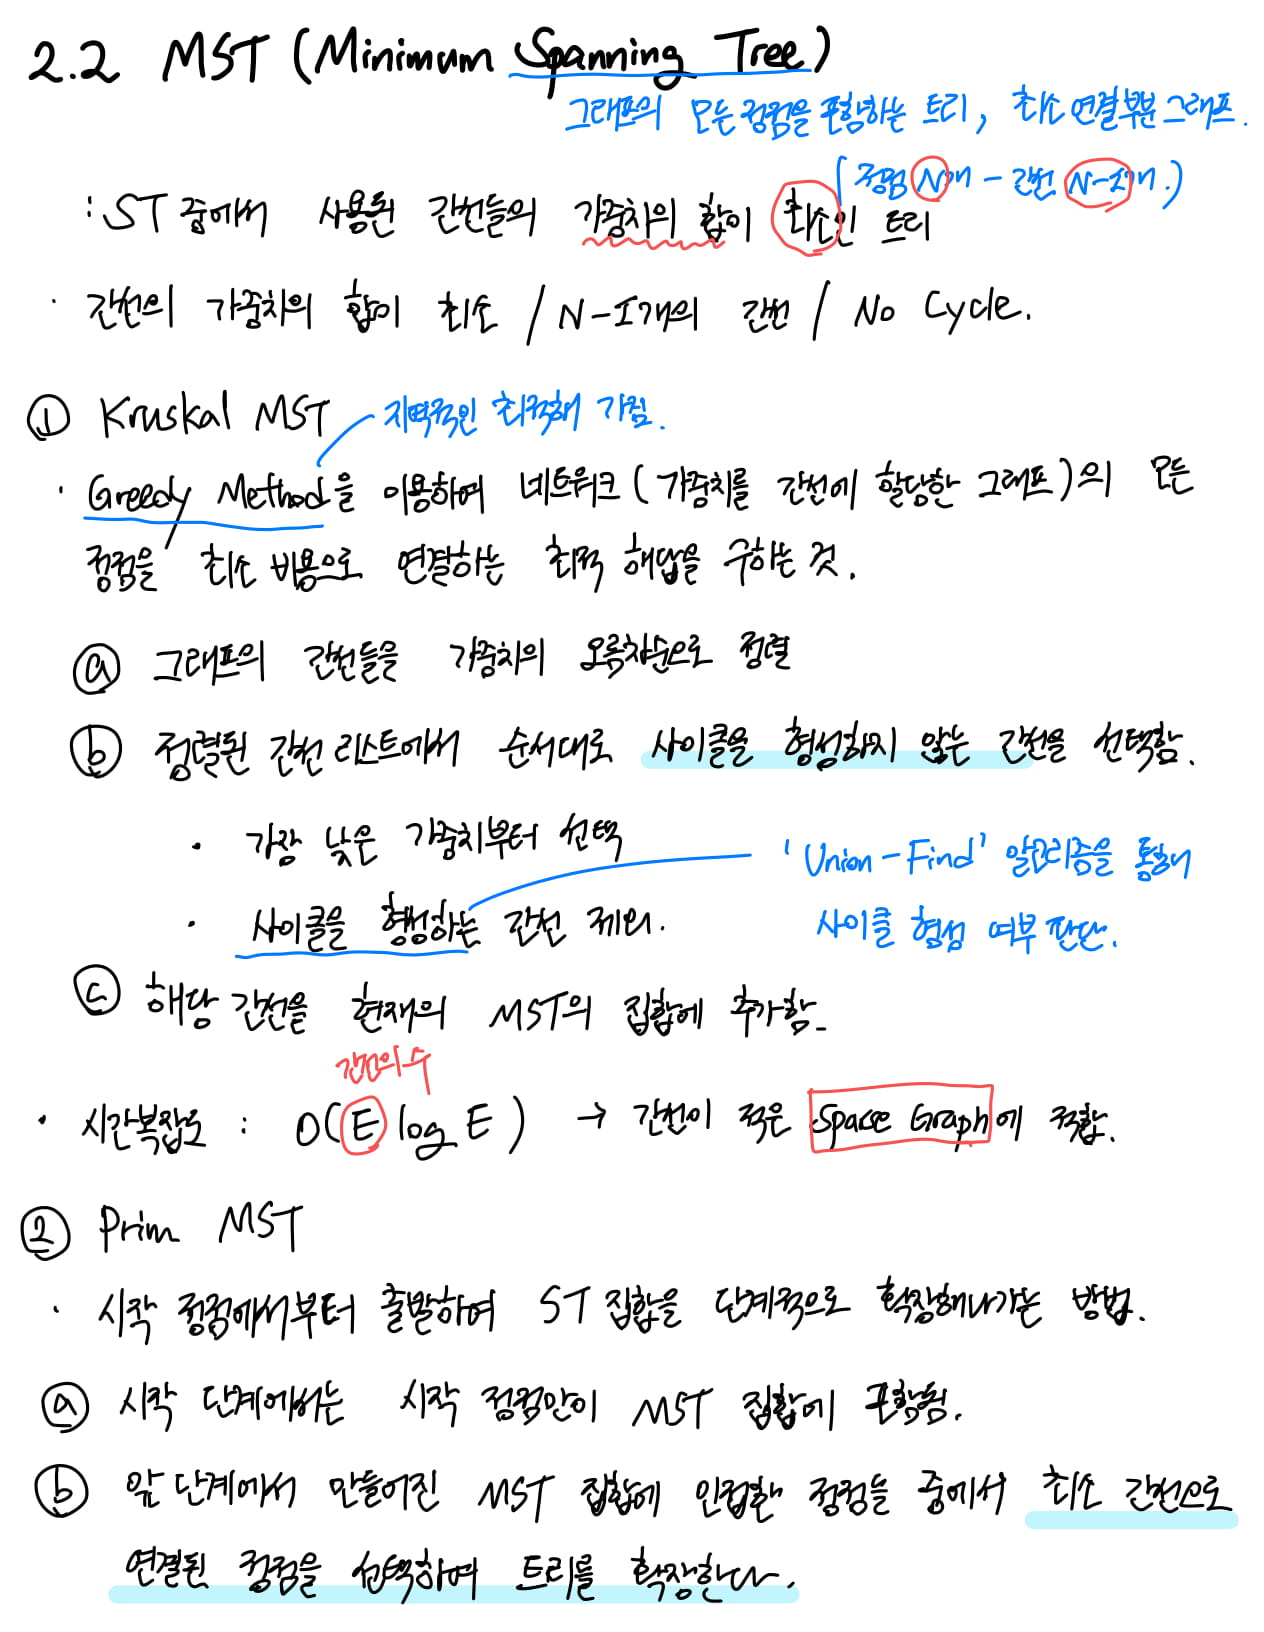 2.2 MST (Minimum Spanning Tree)
그래프의 모든 정점을 포함하는 트리, 최소 연결 부분 그래프.
(정점 N개 - 간선 N-1개.)
: ST 중에서 사용된 간선들의 가중치의 합이 최소인 트리
· 간선의 가중치의 합이 최소 / N-1개의 간선 / No Cycle.
① Kruskal MST
지역적인 최적해 가짐.
· Greedy Method을 이용하여 네트워크(가중치를 간선에 할당한 그래프)의 모든
정점을 최소 비용으로 연결하는 최적 해답을 구하는 것.
ⓐ 그래프의 간선들을 가중치의 오름차순으로 정렬
ⓑ 정렬된 간선 리스트에서 순서대로 사이클을 형성하지 않는 간선을 선택함.
· 가장 낮은 가중치부터 선택
· 사이클을 형성하는 간선 제외.
'Union-Find' 알고리즘을 통해
사이클 형성 여부 판단.
ⓒ 해당 간선을 현재의 MST의 집합에 추가함.
간선의 수
· 시간복잡도 : O(E log E) → 간선이 적은 Space Graph에 적합.
② Prim MST
· 시작 정점에서부터 출발하여 ST 집합을 단계적으로 확장해나가는 방법.
ⓐ 시작 단계에서는 시작 정점만이 MST 집합에 포함됨.
ⓑ 앞 단계에서 만들어진 MST 집합에 인접한 정점들 중에서 최소 간선으로
연결된 정점을 선택하여 트리를 확장한다.